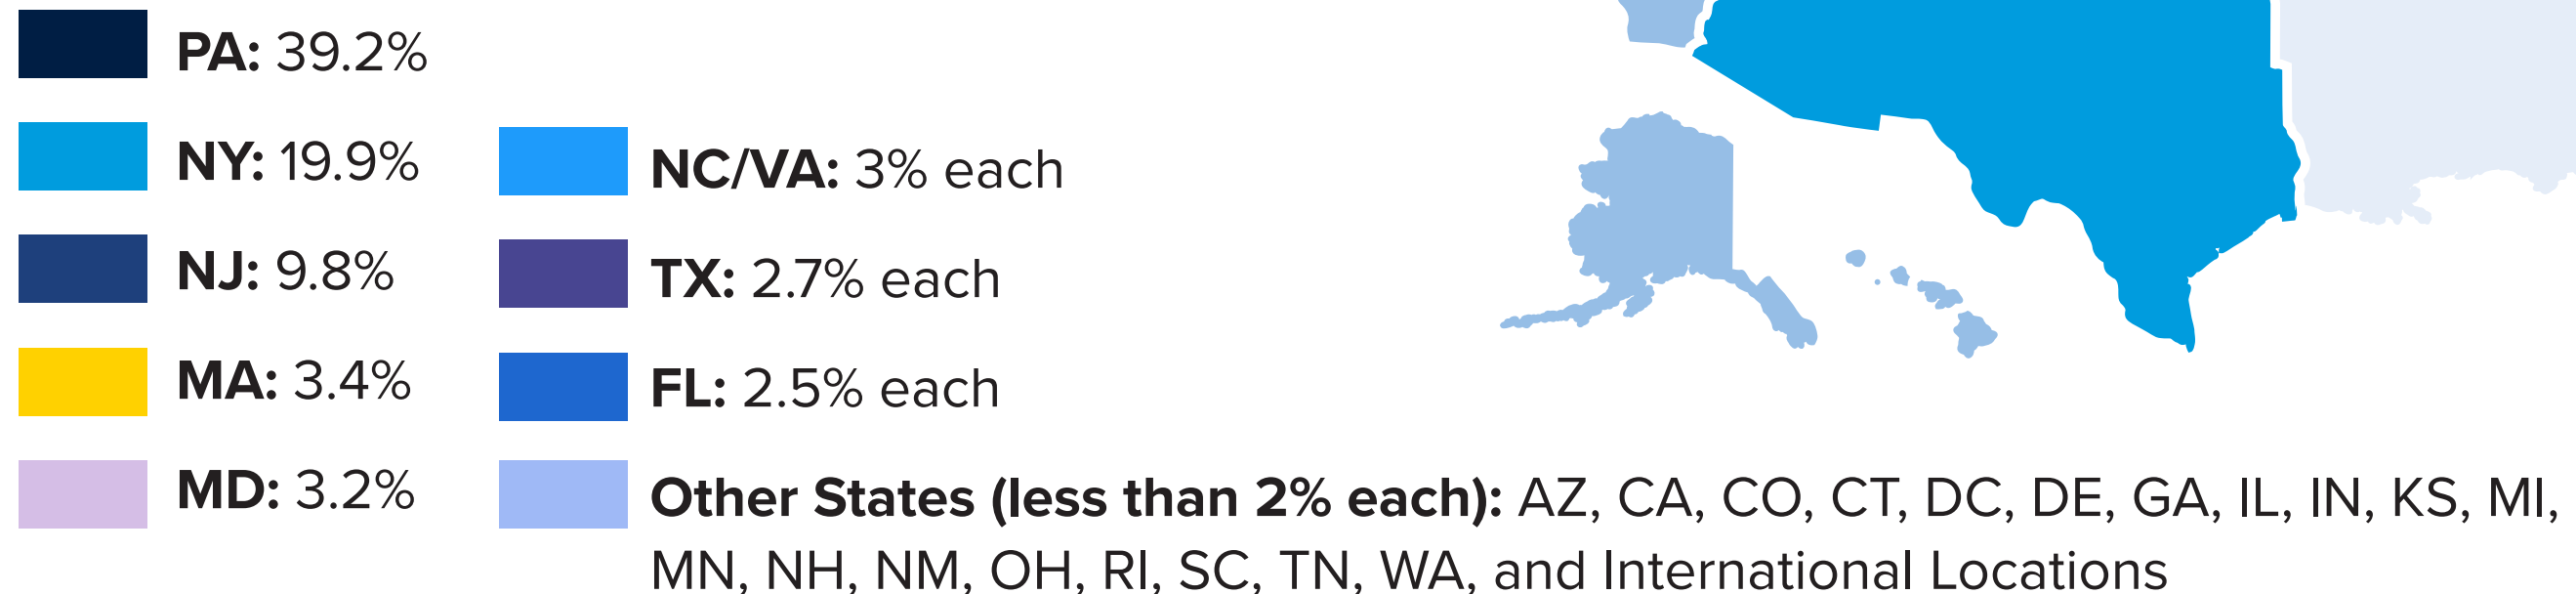 PA: 39.2%
NY: 19.9%
NJ: 9.8%
MA: 3.4%
MD: 3.2%
NC/VA: 3% each
TX: 2.7% each
FL: 2.5% each
Other States (less than 2% each): AZ, CA, CO, CT, DC, DE, GA, IL, IN, KS, MI,
MN, NH, NM, OH, RI, SC, TN, WA, and International Locations